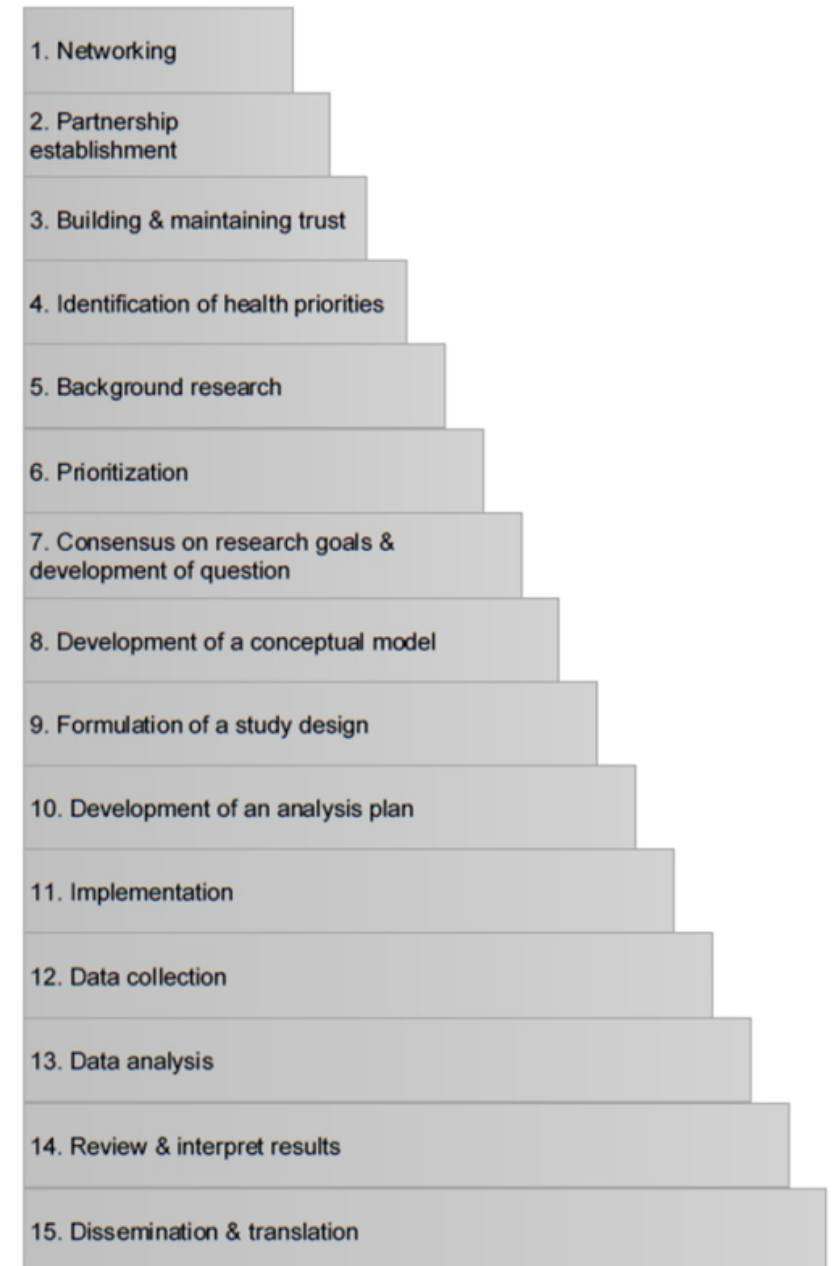 1. Networking
2. Partnership
establishment
3. Building & maintaining trust
4. Identification of health priorities
5. Background research
6. Prioritization
7. Consensus on research goals &
development of question
8. Development of a conceptual model
9. Formulation of a study design
10. Development of an analysis plan
11. Implementation
12. Data collection
13. Data analysis
14. Review & interpret results
15. Dissemination & translation